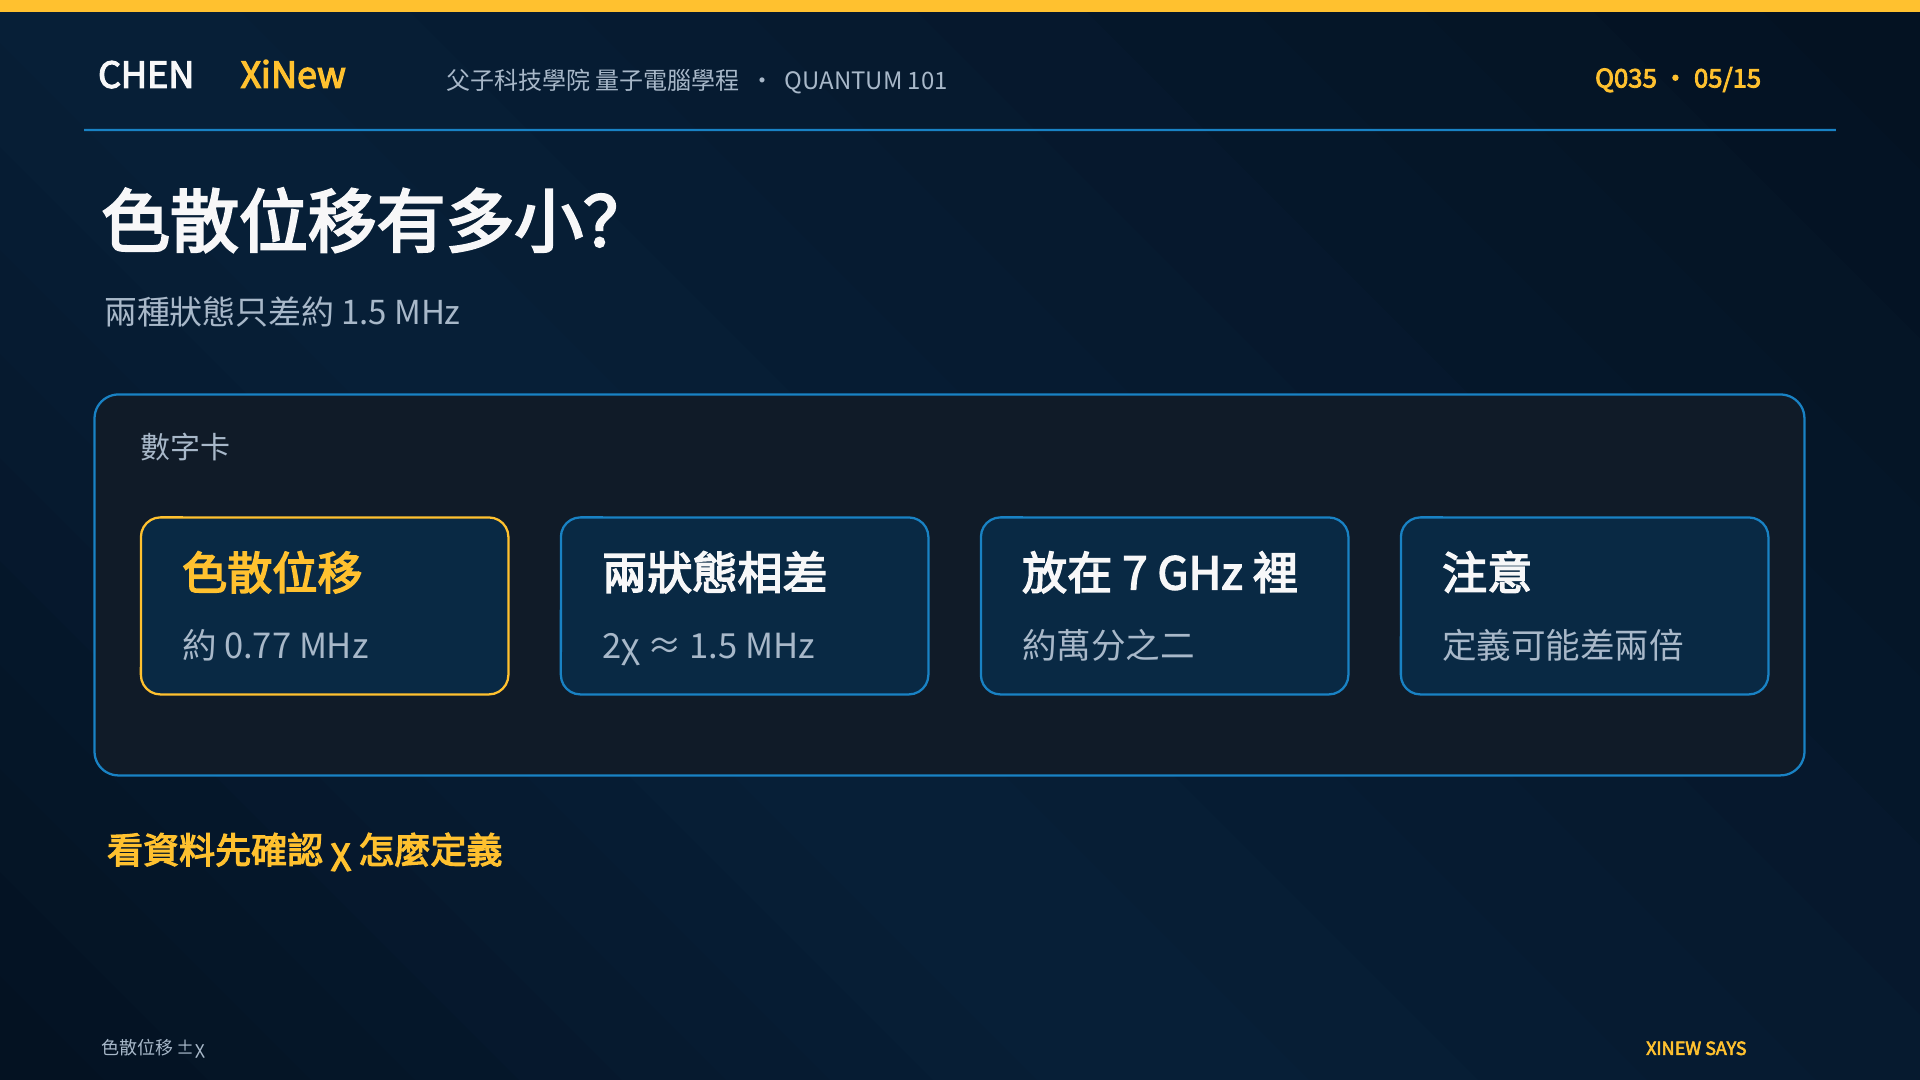 CHEN XiNew 父子科技學院 量子電腦學程 · QUANTUM 101 Q035 · 05/15
色散位移有多小?
兩種狀態只差約 1.5 MHz
數字卡
色散位移
約 0.77 MHz
兩狀態相差
2χ ≈ 1.5 MHz
放在 7 GHz 裡
約萬分之二
注意
定義可能差兩倍
看資料先確認 χ 怎麼定義
色散位移 ±χ
XINEW SAYS